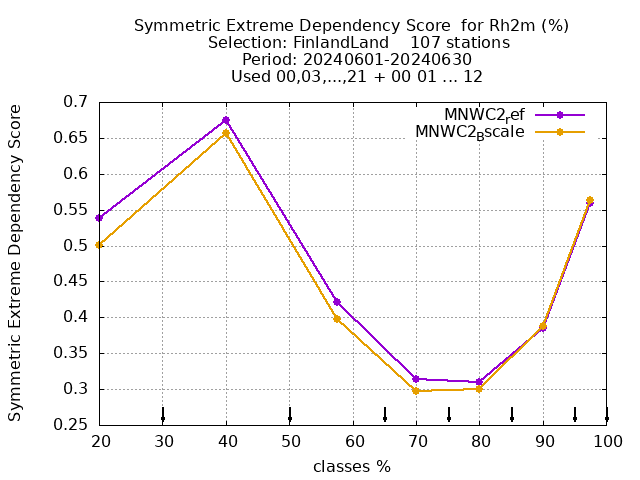 Symmetric Extreme Dependency Score  for Rh2m (%)
Selection: FinlandLand    107 stations
Period: 20240601-20240630
Used 00,03,...,21 + 00 01 ... 12
MNWC2ref
MNWC2Bscale
Symmetric Extreme Dependency Score
0.7
0.65
0.6
0.55
0.5
0.45
0.4
0.35
0.3
0.25
20 30 40 50 60 70 80 90 100
classes %